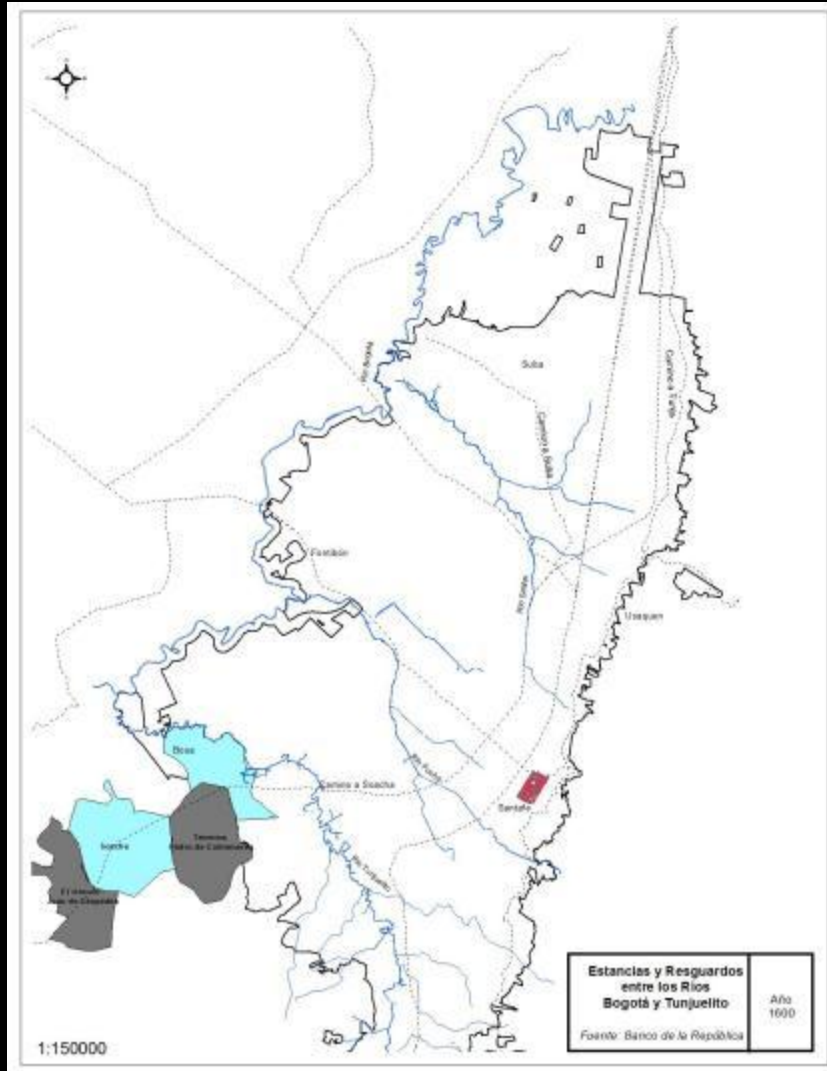 Río Bogotá
Suba
Camino a Tunja
Camino a Suba
Fontibón
Usaquen
Bosa
Camino a Soacha
Río Fucha
Santafe
Río Tunjuelito
1:150000
Estancias y Resguardos
entre los Ríos
Bogotá y Tunjuelito
Fuente: Banco de la República
Año
1600